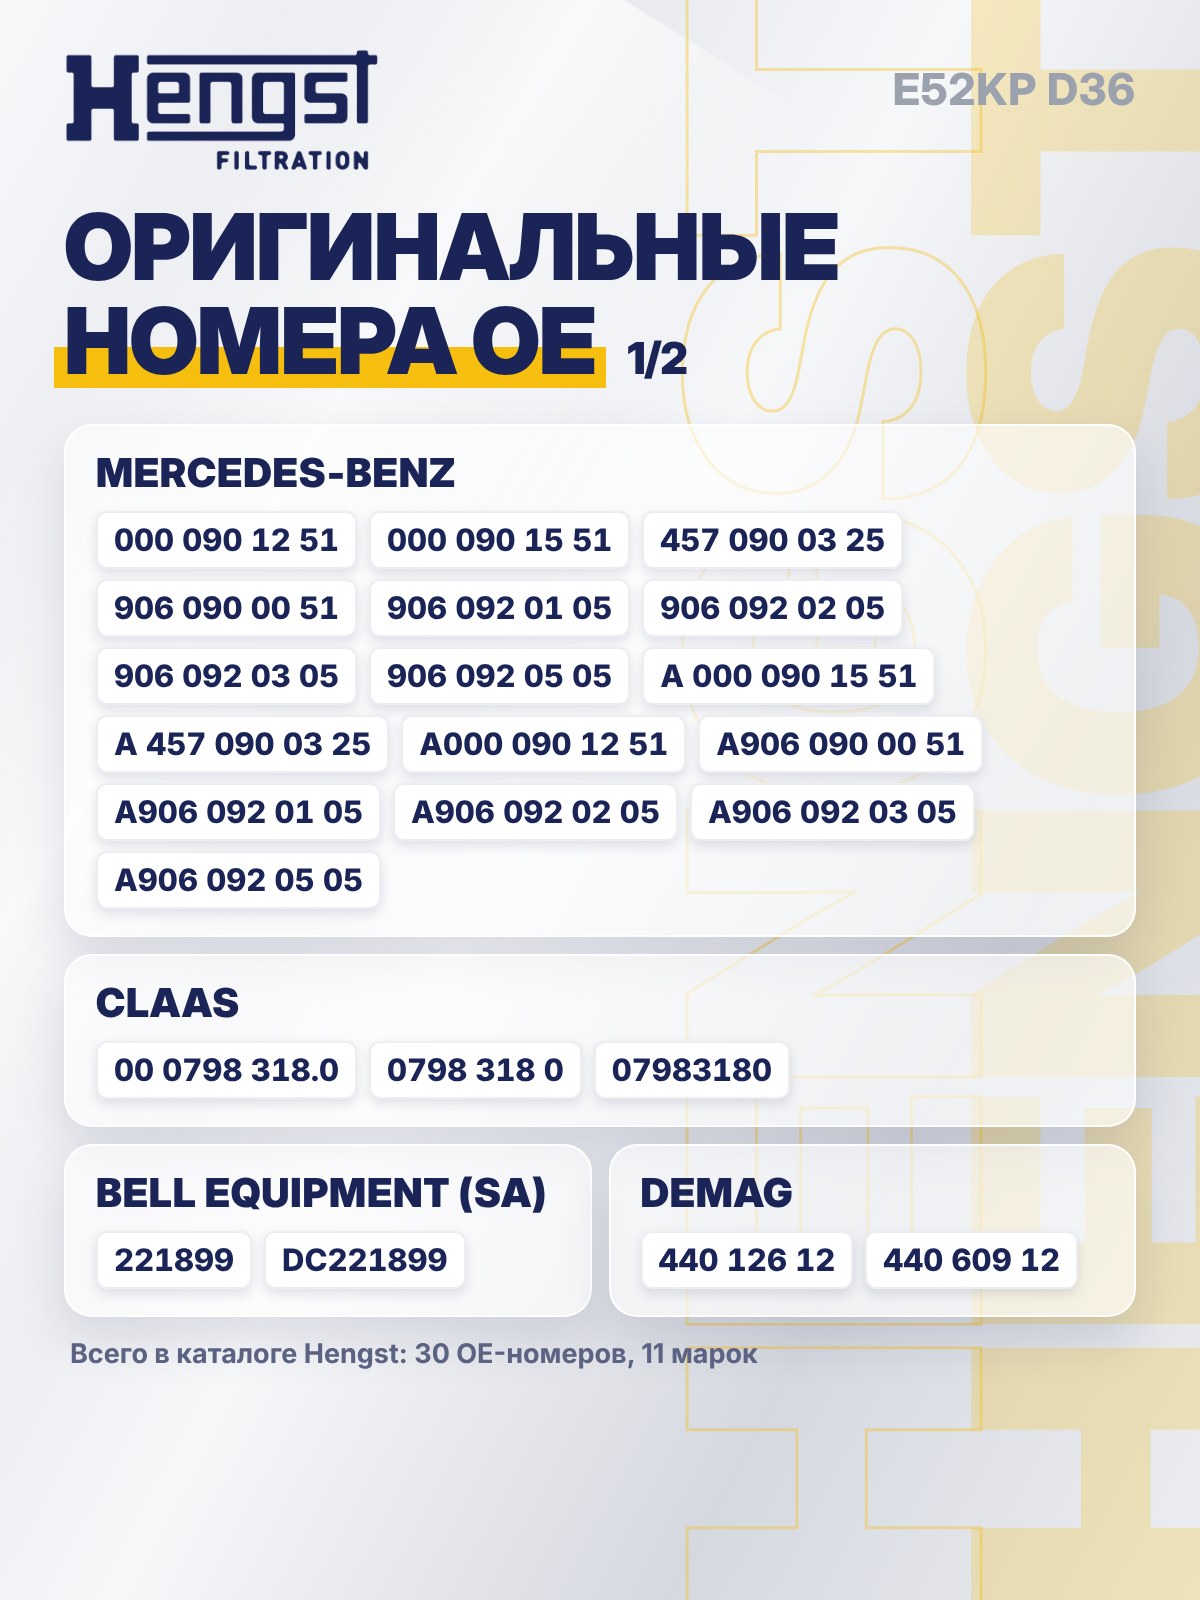 Hengst
FILTRATION
E52KP D36
ОРИГИНАЛЬНЫЕ
НОМЕРА OE 1/2
MERCEDES-BENZ
000 090 12 51 000 090 15 51 457 090 03 25
906 090 00 51 906 092 01 05 906 092 02 05
906 092 03 05 906 092 05 05 A 000 090 15 51
A 457 090 03 25 A000 090 12 51 A906 090 00 51
A906 092 01 05 A906 092 02 05 A906 092 03 05
A906 092 05 05
CLAAS
00 0798 318.0 0798 318 0 07983180
BELL EQUIPMENT (SA)
221899 DC221899
DEMAG
440 126 12 440 609 12
Всего в каталоге Hengst: 30 OE-номеров, 11 марок
HENGST
HENGST